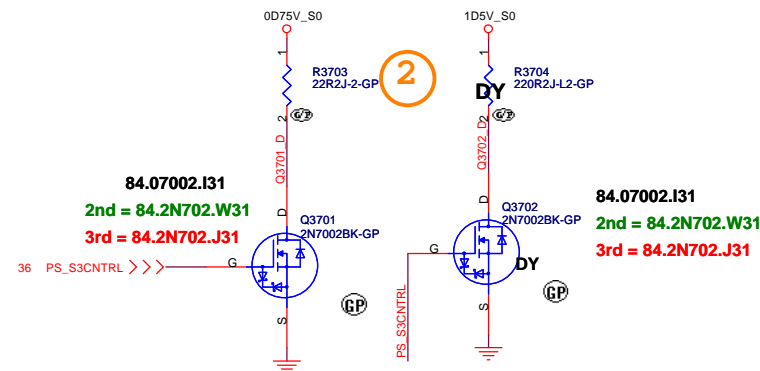 0D75V_S0
1D5V_S0
1
R3703
22R2J-2-GP
2
1
R3704
220R2J-L2-GP
DY
2
G/P
2
G/P
Q3701_D
Q3702_D
84.07002.I31
2nd = 84.2N702.W31
3rd = 84.2N702.J31
D
Q3701
2N7002BK-GP
D
Q3702
2N7002BK-GP
84.07002.I31
2nd = 84.2N702.W31
3rd = 84.2N702.J31
36 PS_S3CNTRL
G
G
DY
GP
GP
S
S
PS_S3CNTRL